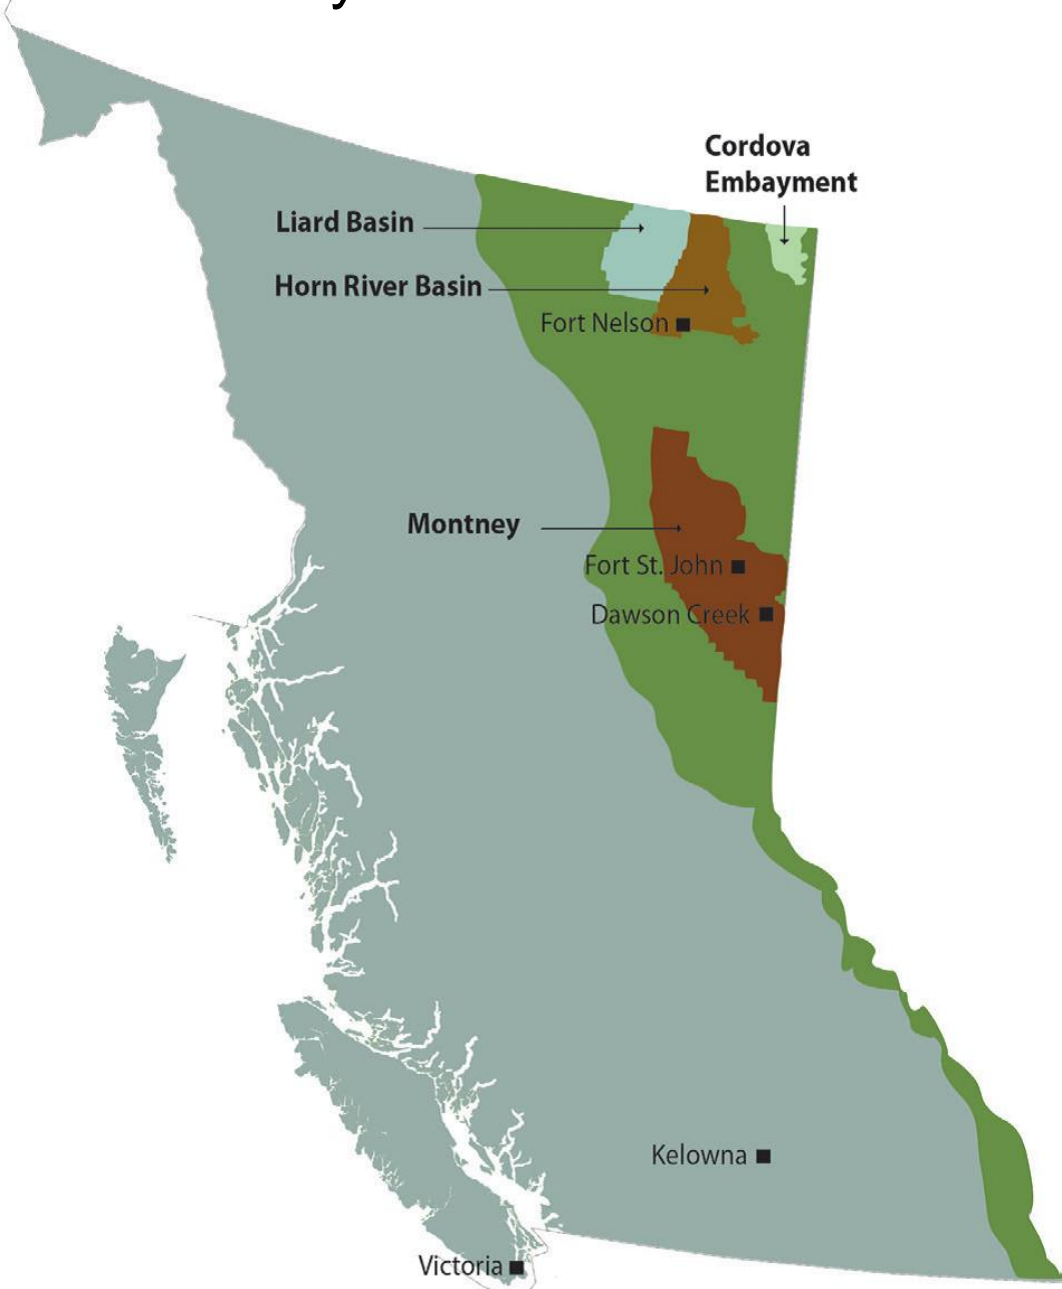 Cordova
Embayment
Liard Basin
Horn River Basin
Fort Nelson
Montney
Fort St. John
Dawson Creek
Kelowna
Victoria